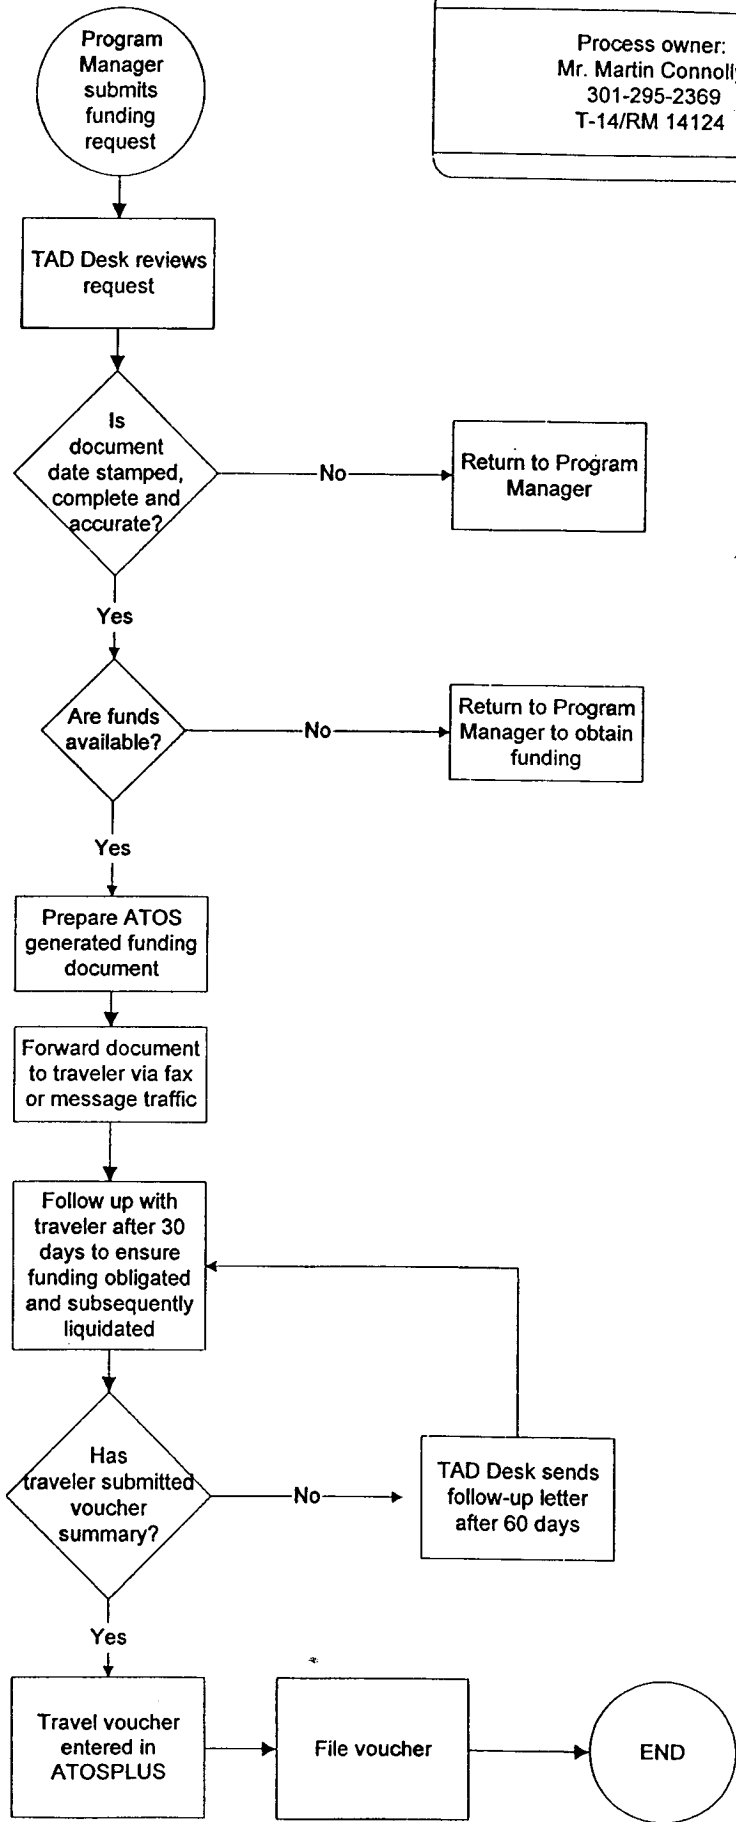 Program
Manager
submits
funding
request
Process owner:
Mr. Martin Connolly
301-295-2369
T-14/RM 14124
TAD Desk reviews
request
Is
document
date stamped,
complete and
accurate?
No
Return to Program
Manager
Yes
Are funds
available?
No
Return to Program
Manager to obtain
funding
Yes
Prepare ATOS
generated funding
document
Forward document
to traveler via fax
or message traffic
Follow up with
traveler after 30
days to ensure
funding obligated
and subsequently
liquidated
Has
traveler submitted
voucher
summary?
No
TAD Desk sends
follow-up letter
after 60 days
Yes
Travel voucher
entered in
ATOSPLUS
File voucher
END